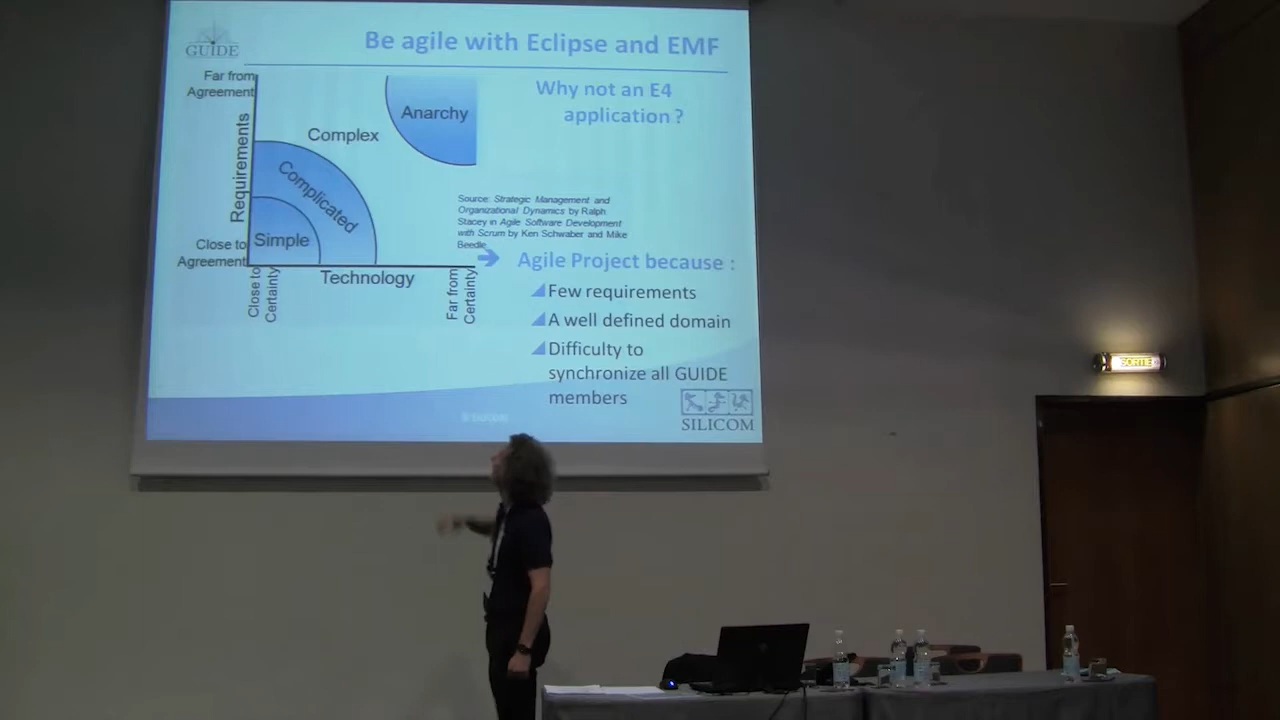 GUIDE
Be agile with Eclipse and EMF
Far from
Agreement
Requirements
Close to
Agreement
Anarchy
Complex
Complicated
Simple
Technology
Close to
Certainty
Far from
Certainty
Why not an E4
application ?
Source: Strategic Management and
Organizational Dynamics by Ralph
Stacey in Agile Software Development
with Scrum by Ken Schwaber and Mike
Beedle
Agile Project because :
Few requirements
A well defined domain
Difficulty to
synchronize all GUIDE
members
SILICOM
SORTIE